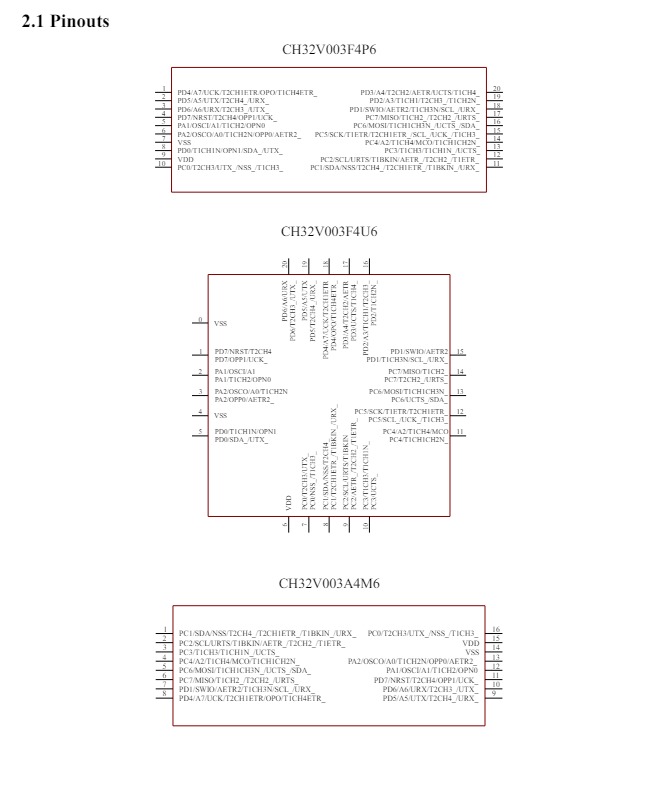 2.1 Pinouts
CH32V003F4P6
1 PD4/A7/UCK/T2CH1ETR/OPO/T1CH4ETR_
2 PD5/A5/UTX/T2CH4_/URX_
3 PD6/A6/URX/T2CH3_/UTX_
4 PD7/NRST/T2CH4/OPP1/UCK_
5 PA1/OSCI/A1/T1CH2/OPN0
6 PA2/OSCO/A0/T1CH2N/OPP0/AETR2_
7 VSS
8 PD0/T1CH1N/OPN1/SDA_/UTX_
9 VDD
10 PC0/T2CH3/UTX_/NSS_/T1CH3_
PD3/A4/T2CH2/AETR/UCTS/T1CH4_ 20
PD2/A3/T1CH1/T2CH3_/T1CH2N_ 19
PD1/SWIO/AETR2/T1CH3N/SCL_/URX_ 18
PC7/MISO/T1CH2_/T2CH2_/URTS_ 17
PC6/MOSI/T1CH1CH3N_/UCTS_/SDA_ 16
PC5/SCK/T1ETR/T2CH1ETR_/SCL_/UCK_/T1CH3_ 15
PC4/A2/T1CH4/MCO/T1CH1CH2N_ 14
PC3/T1CH3/T1CH1N_/UCTS_ 13
PC2/SCL/URTS/T1BKIN/AETR_/T2CH2_/T1ETR_ 12
PC1/SDA/NSS/T2CH4_/T2CH1ETR_/T1BKIN_/URX_ 11
CH32V003F4U6
20 PD6/A6/URX
PD6/T2CH3_/UTX_
19 PD5/A5/UTX
PD5/T2CH4_/URX_
18 PD4/A7/UCK/T2CH1ETR
PD4/OPO/T1CH4ETR_
17 PD3/A4/T2CH2/AETR
PD3/UCTS/T1CH4_
16 PD2/A3/T1CH1/T2CH3_
PD2/T1CH2N_
0 VSS
1 PD7/NRST/T2CH4
PD7/OPP1/UCK_
2 PA1/OSCI/A1
PA1/T1CH2/OPN0
3 PA2/OSCO/A0/T1CH2N
PA2/OPP0/AETR2_
4 VSS
5 PD0/T1CH1N/OPN1
PD0/SDA_/UTX_
PD1/SWIO/AETR2 15
PD1/T1CH3N/SCL_/URX_
PC7/MISO/T1CH2_ 14
PC7/T2CH2_/URTS_
PC6/MOSI/T1CH1CH3N_ 13
PC6/UCTS_/SDA_
PC5/SCK/T1ETR/T2CH1ETR_ 12
PC5/SCL_/UCK_/T1CH3_
PC4/A2/T1CH4/MCO 11
PC4/T1CH1CH2N_
VDD 6
PC0/T2CH3/UTX_ 7
PC0/NSS_/T1CH3_
PC1/SDA/NSS/T2CH4_ 8
PC1/T2CH1ETR_/T1BKIN_/URX_
PC2/SCL/URTS/T1BKIN 9
PC2/AETR_/T2CH2_/T1ETR_
PC3/T1CH3/T1CH1N_ 10
PC3/UCTS_
CH32V003A4M6
1 PC1/SDA/NSS/T2CH4_/T2CH1ETR_/T1BKIN_/URX_
2 PC2/SCL/URTS/T1BKIN/AETR_/T2CH2_/T1ETR_
3 PC3/T1CH3/T1CH1N_/UCTS_
4 PC4/A2/T1CH4/MCO/T1CH1CH2N_
5 PC6/MOSI/T1CH1CH3N_/UCTS_/SDA_
6 PC7/MISO/T1CH2_/T2CH2_/URTS_
7 PD1/SWIO/AETR2/T1CH3N/SCL_/URX_
8 PD4/A7/UCK/T2CH1ETR/OPO/T1CH4ETR_
PC0/T2CH3/UTX_/NSS_/T1CH3_ 16
VDD 15
VSS 14
PA2/OSCO/A0/T1CH2N/OPP0/AETR2_ 13
PA1/OSCI/A1/T1CH2/OPN0 12
PD7/NRST/T2CH4/OPP1/UCK_ 11
PD6/A6/URX/T2CH3_/UTX_ 10
PD5/A5/UTX/T2CH4_/URX_ 9